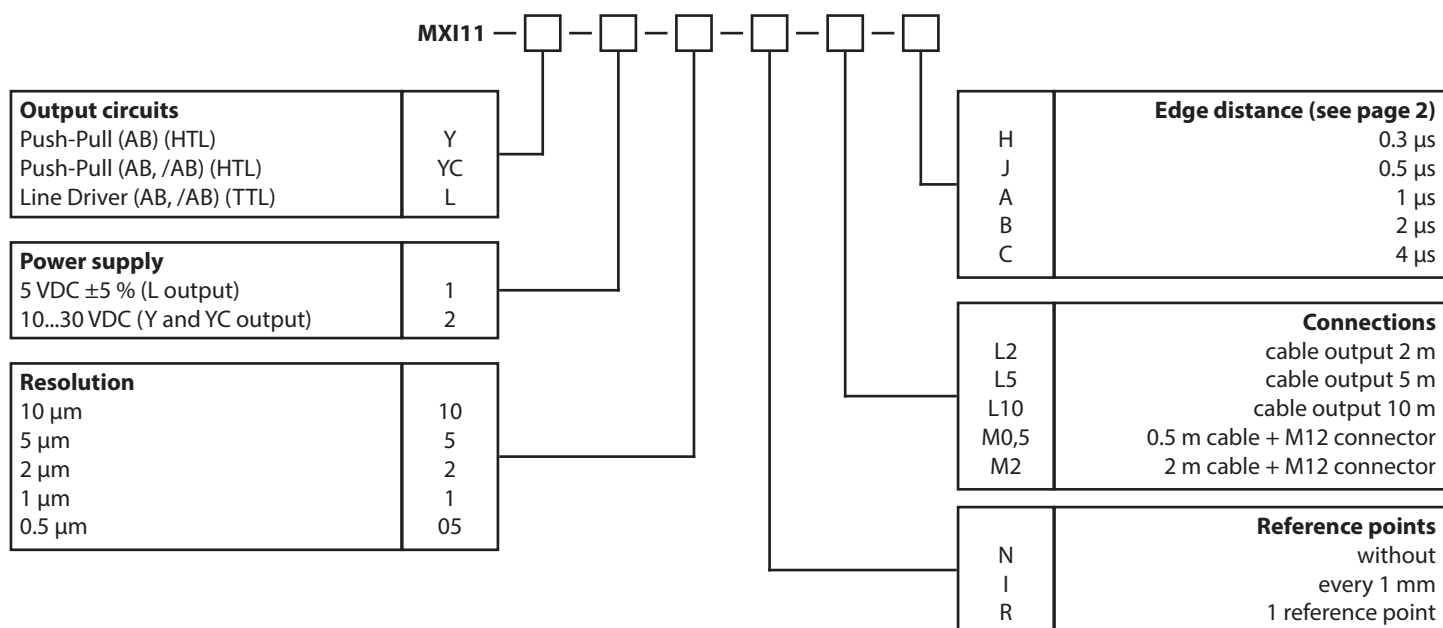 MXI11
Output circuits
Push-Pull (AB) (HTL) Y
Push-Pull (AB, /AB) (HTL) YC
Line Driver (AB, /AB) (TTL) L
Power supply
5 VDC ±5 % (L output) 1
10...30 VDC (Y and YC output) 2
Resolution
10 µm 10
5 µm 5
2 µm 2
1 µm 1
0.5 µm 05
Edge distance (see page 2)
H 0.3 µs
J 0.5 µs
A 1 µs
B 2 µs
C 4 µs
Connections
L2 cable output 2 m
L5 cable output 5 m
L10 cable output 10 m
M0,5 0.5 m cable + M12 connector
M2 2 m cable + M12 connector
Reference points
N without
I every 1 mm
R 1 reference point